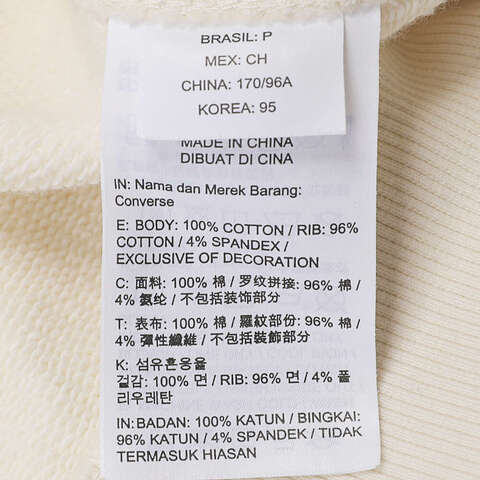 BRASIL: P
MEX: CH
CHINA: 170/96A
KOREA: 95
MADE IN CHINA
DIBUAT DI CINA
IN: Nama dan Merek Barang:
Converse
E: BODY: 100% COTTON / RIB: 96%
COTTON / 4% SPANDEX /
EXCLUSIVE OF DECORATION
C: 面料: 100% 棉 / 罗纹拼接: 96% 棉 /
4% 氨纶 / 不包括装饰部分
T: 表布: 100% 棉 / 羅紋部份: 96% 棉 /
4% 彈性纖維 / 不包括裝飾部分
K: 섬유혼용율
겉감: 100% 면 / RIB: 96% 면 / 4% 폴
리우레탄
IN: BADAN: 100% KATUN / BINGKAI:
96% KATUN / 4% SPANDEK / TIDAK
TERMASUK HIASAN